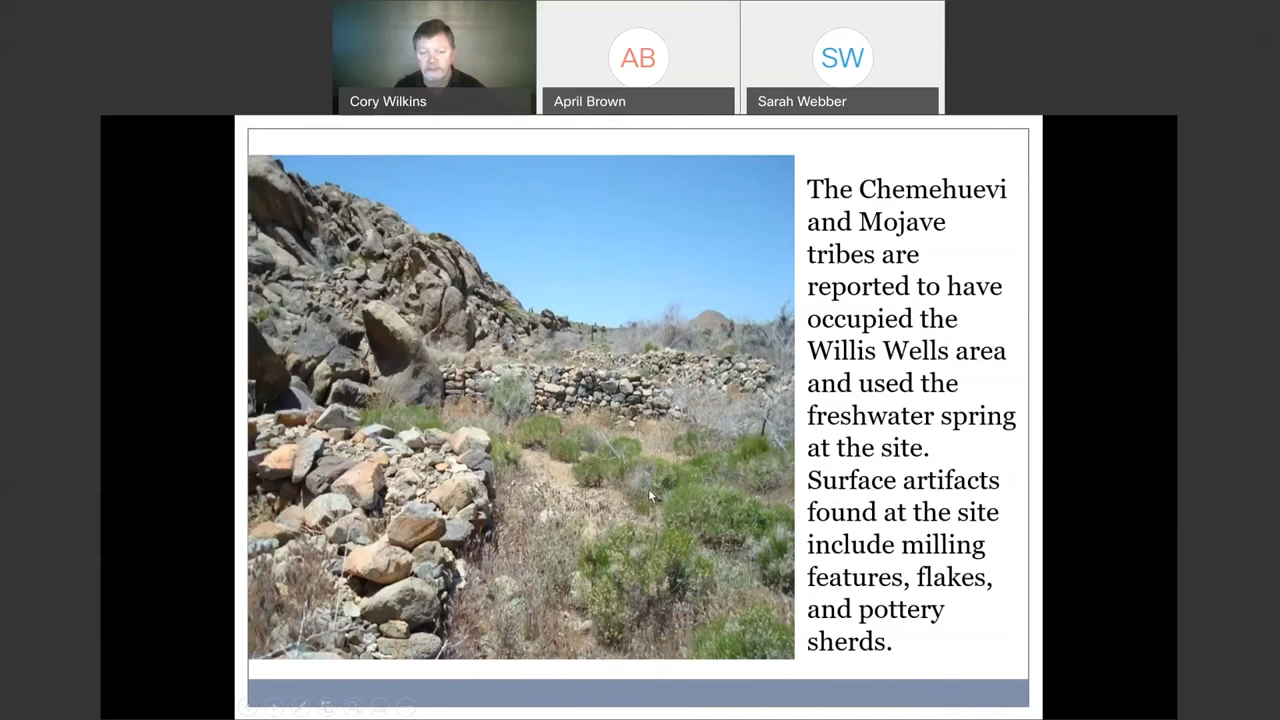 AB
SW
Cory Wilkins
April Brown
Sarah Webber
The Chemehuevi
and Mojave
tribes are
reported to have
occupied the
Willis Wells area
and used the
freshwater spring
at the site.
Surface artifacts
found at the site
include milling
features, flakes,
and pottery
sherds.